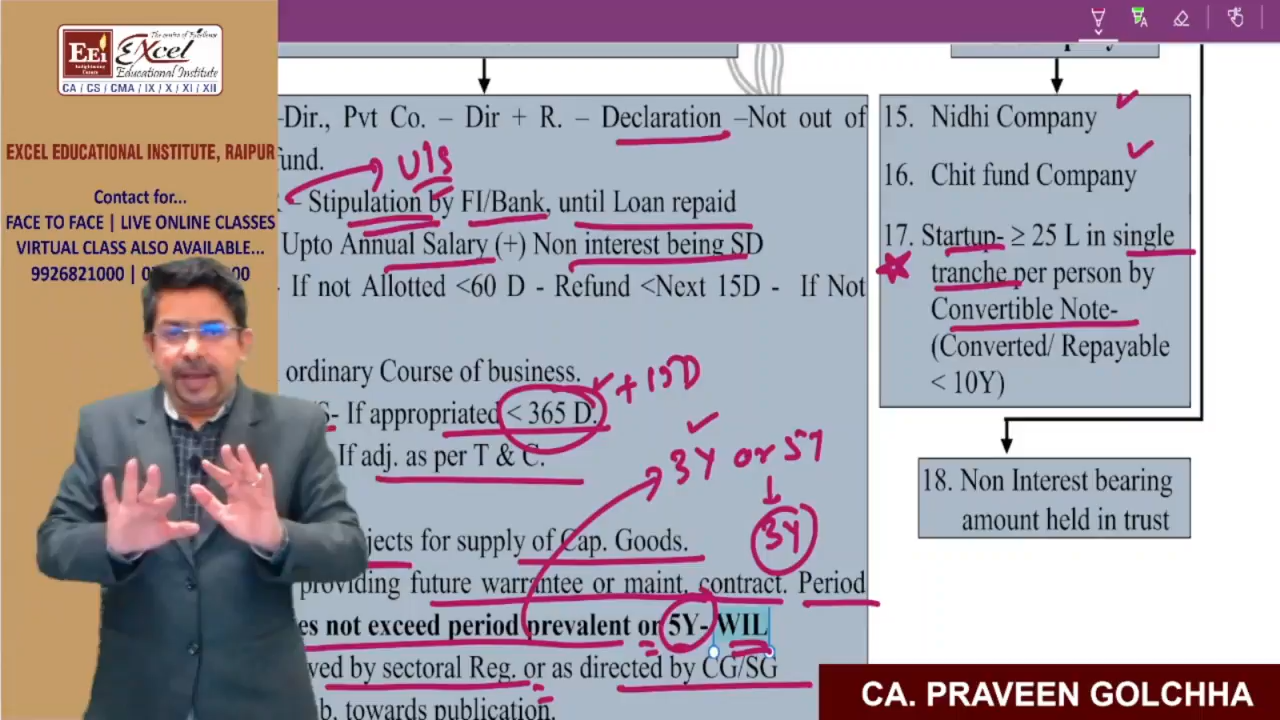 The centre of Excellence
EEi
Excel
Educational Institute
CA / CS / CMA / IX / X / XI / XII
EXCEL EDUCATIONAL INSTITUTE, RAIPUR
Contact for...
FACE TO FACE | LIVE ONLINE CLASSES
VIRTUAL CLASS ALSO AVAILABLE...
9926821000 | 0 00
-Dir., Pvt Co. – Dir + R. – Declaration –Not out of
fund.
U/S
– Stipulation by FI/Bank, until Loan repaid
Upto Annual Salary (+) Non interest being SD
- If not Allotted <60 D - Refund <Next 15D - If Not
ordinary Course of business.
S- If appropriated < 365 D.
+ 15D
If adj. as per T & C.
3Y or 5Y
3Y
jects for supply of Cap. Goods.
providing future warrantee or maint. contract. Period
es not exceed period prevalent or 5Y- WIL
ved by sectoral Reg. or as directed by CG/SG
b. towards publication.
15. Nidhi Company
16. Chit fund Company
17. Startup- ≥ 25 L in single
tranche per person by
Convertible Note-
(Converted/ Repayable
< 10Y)
18. Non Interest bearing
amount held in trust
CA. PRAVEEN GOLCHHA